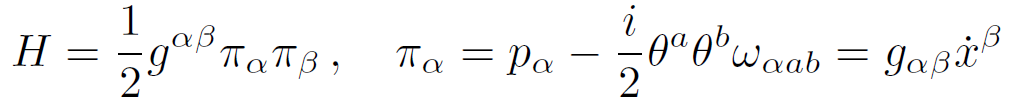 $H = \frac{1}{2} g^{\alpha\beta} \pi_\alpha \pi_\beta \,, \quad \pi_\alpha = p_\alpha - \frac{i}{2} \theta^a \theta^b \omega_{\alpha a b} = g_{\alpha\beta} \dot{x}^\beta$